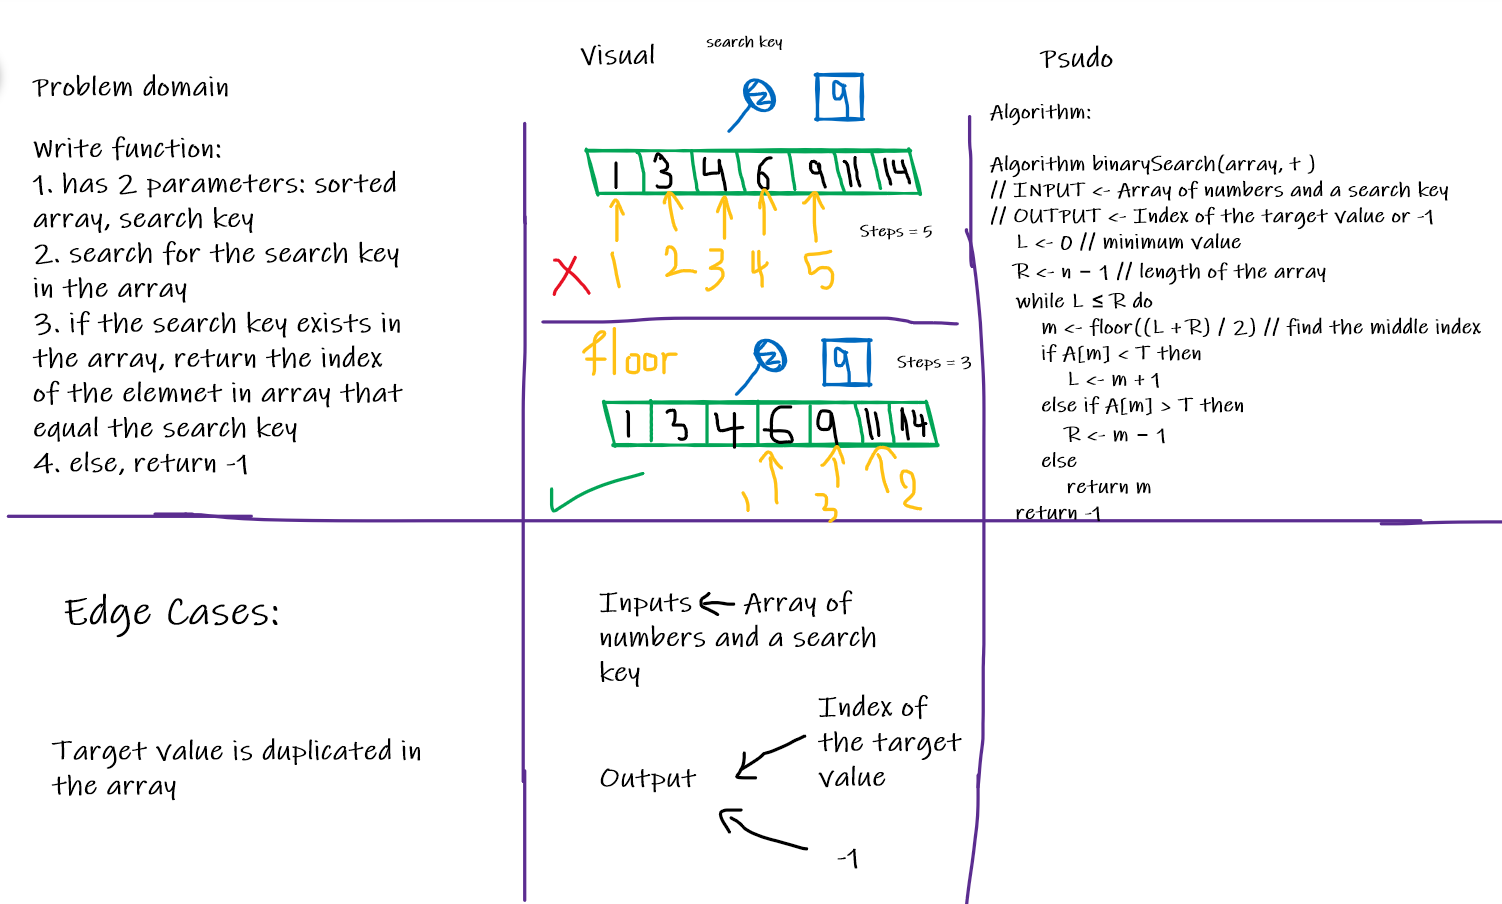 Problem domain
Write function:
1. has 2 parameters: sorted
array, search key
2. search for the search key
in the array
3. if the search key exists in
the array, return the index
of the elemnet in array that
equal the search key
4. else, return -1
Visual
search key
9
1 3 4 6 9 11 14
Steps = 5
X 1 2 3 4 5
floor
9
Steps = 3
1 3 4 6 9 11 14
1 3 2
Psudo
Algorithm:
Algorithm binarySearch(array, t )
// INPUT <- Array of numbers and a search key
// OUTPUT <- Index of the target value or -1
L <- 0 // minimum value
R <- n - 1 // length of the array
while L ≤ R do
m <- floor((L + R) / 2) // find the middle index
if A[m] < T then
L <- m + 1
else if A[m] > T then
R <- m - 1
else
return m
return -1
Edge Cases:
Target value is duplicated in
the array
Inputs ← Array of
numbers and a search
key
Index of
the target
value
Output
-1